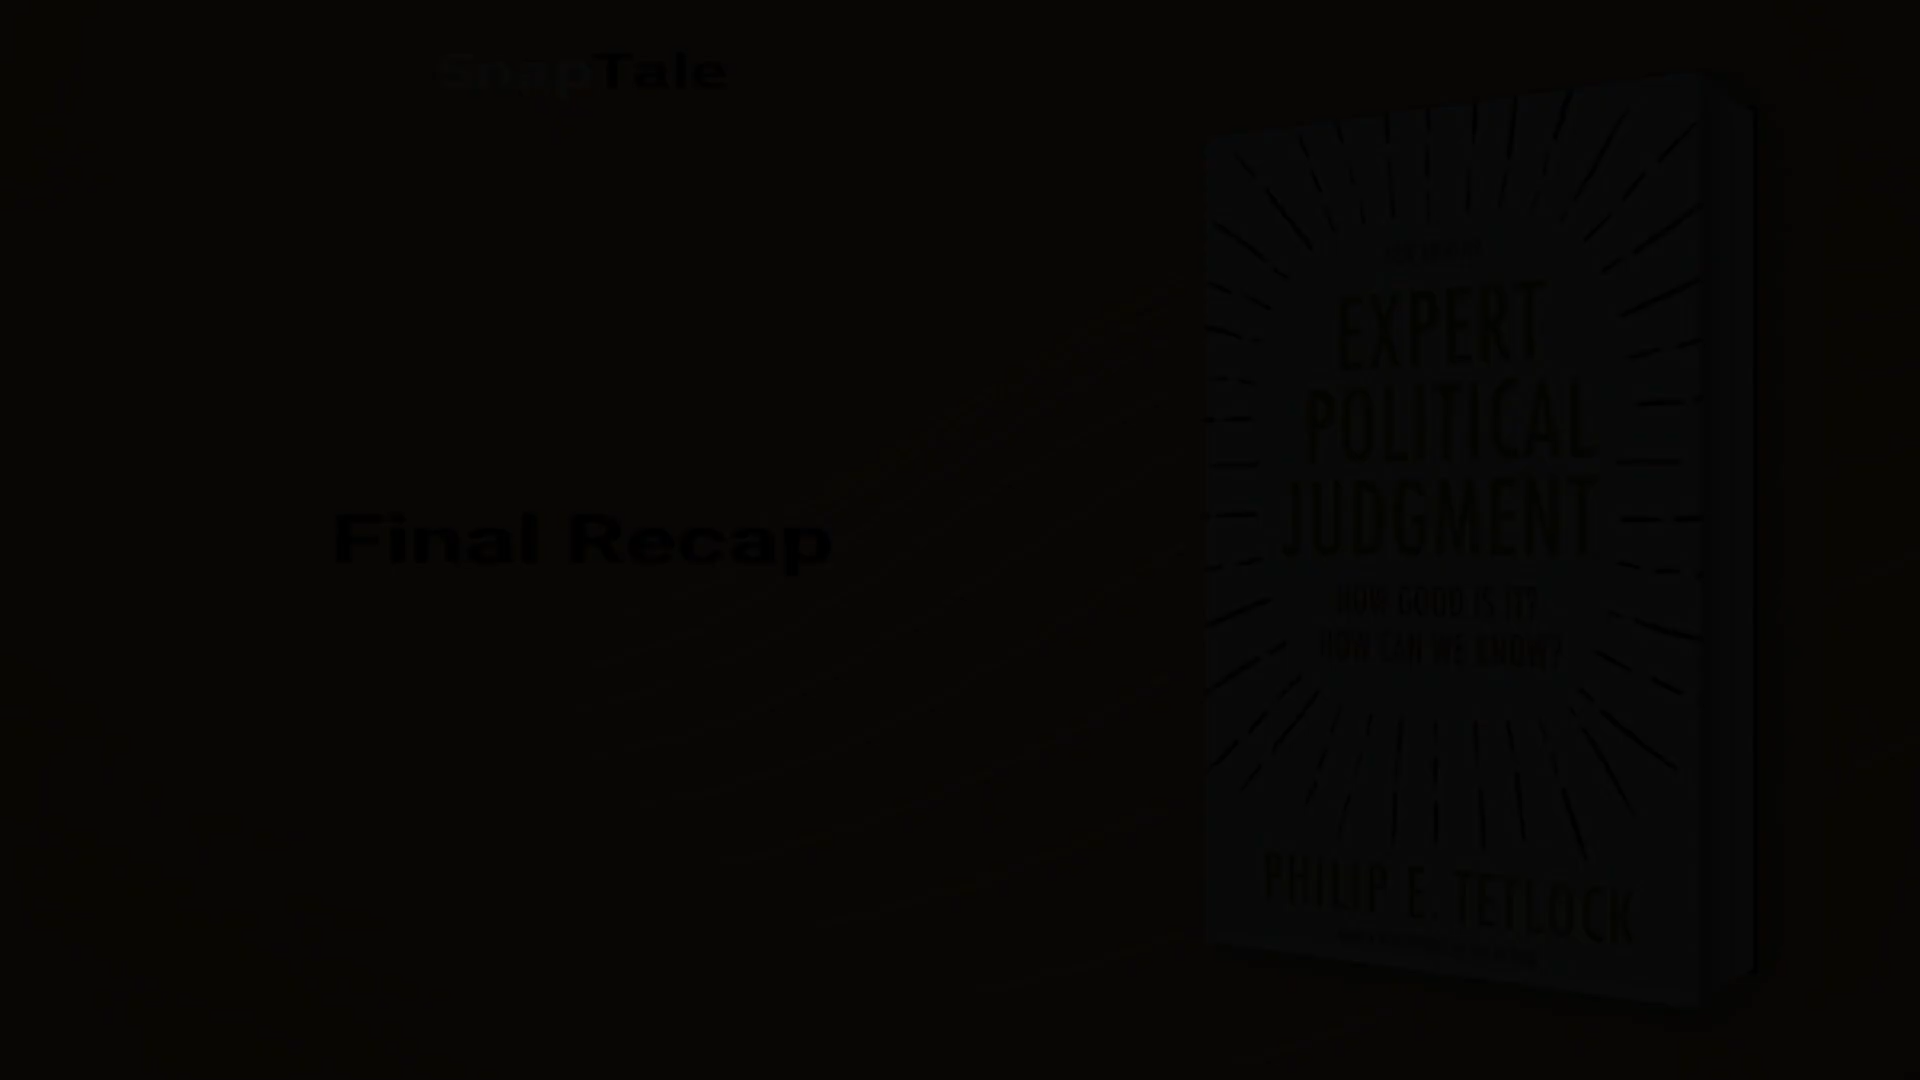 SnapTale
Final Recap
EXPERT
POLITICAL
JUDGMENT
HOW GOOD IS IT?
HOW CAN WE KNOW?
PHILIP E. TETLOCK